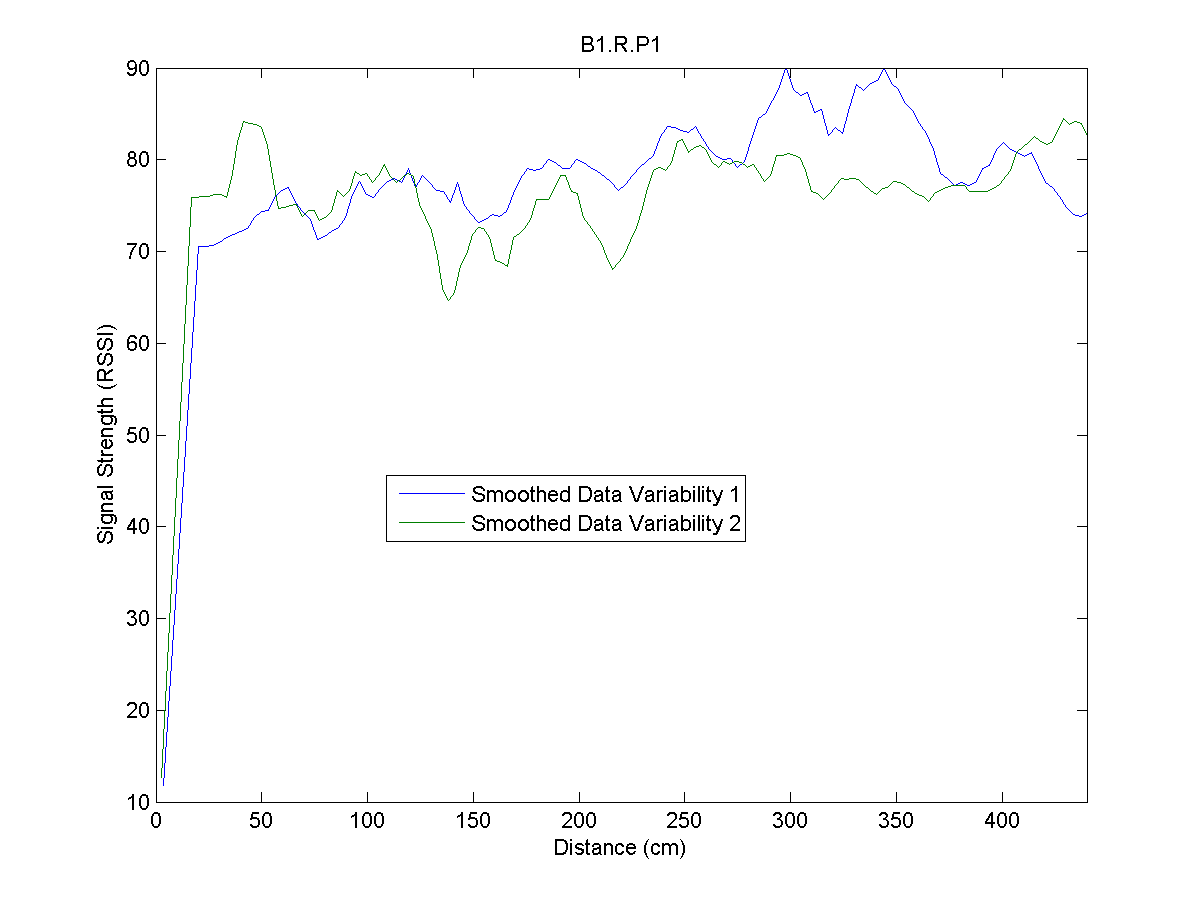 B1.R.P1
90
80
70
60
50
40
30
20
10
Signal Strength (RSSI)
Smoothed Data Variability 1
Smoothed Data Variability 2
0 50 100 150 200 250 300 350 400
Distance (cm)